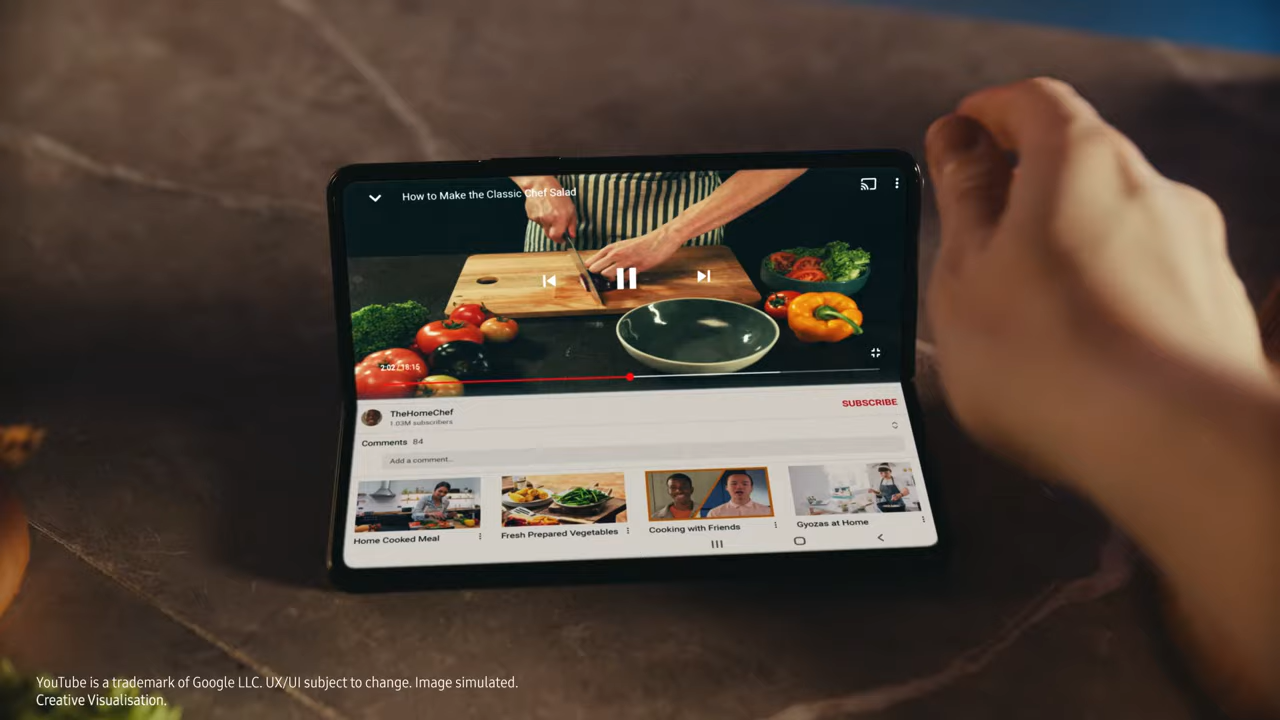 How to Make the Classic Chef Salad
2:02 / 18:15
TheHomeChef
1.03M subscribers
SUBSCRIBE
Comments 84
Add a comment...
Home Cooked Meal
Fresh Prepared Vegetables
Cooking with Friends
Gyozas at Home
YouTube is a trademark of Google LLC. UX/UI subject to change. Image simulated.
Creative Visualisation.